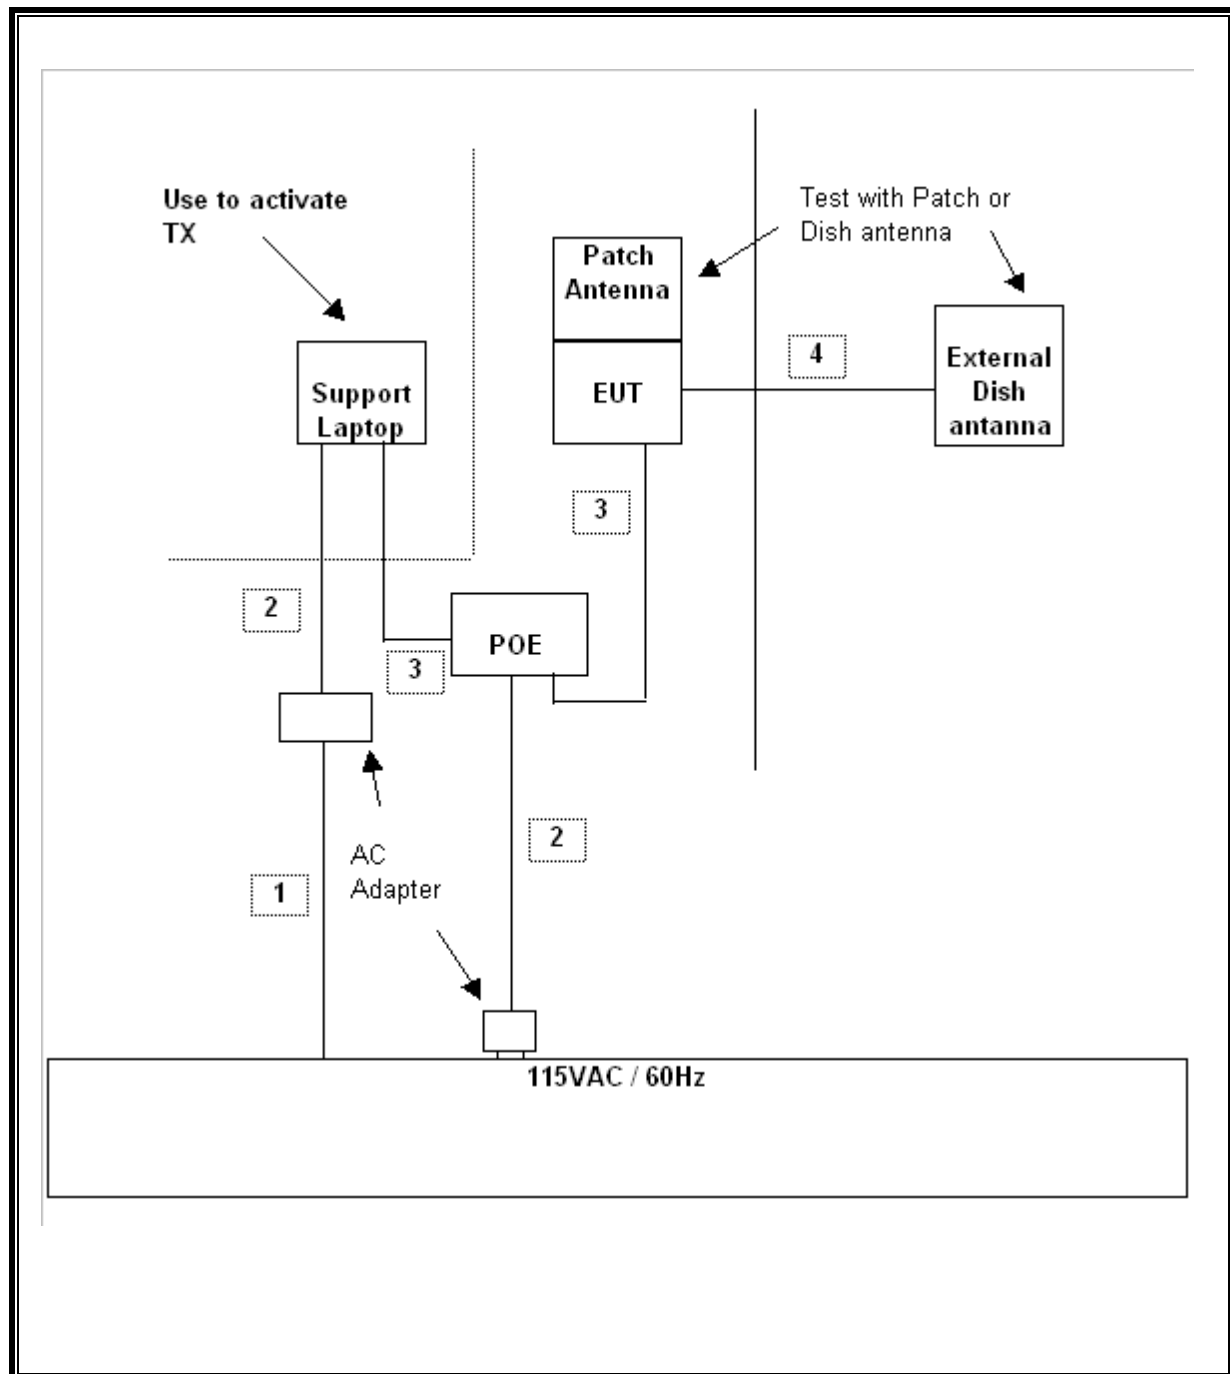 Use to activate
TX
Test with Patch or
Dish antenna
Patch
Antenna
4
Support
Laptop
EUT
External
Dish
antanna
3
2
POE
3
2
AC
Adapter
1
115VAC / 60Hz